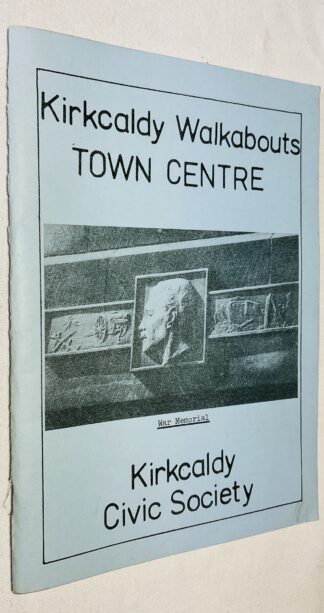 Kirkcaldy Walkabouts
TOWN CENTRE
War Memorial
Kirkcaldy
Civic Society